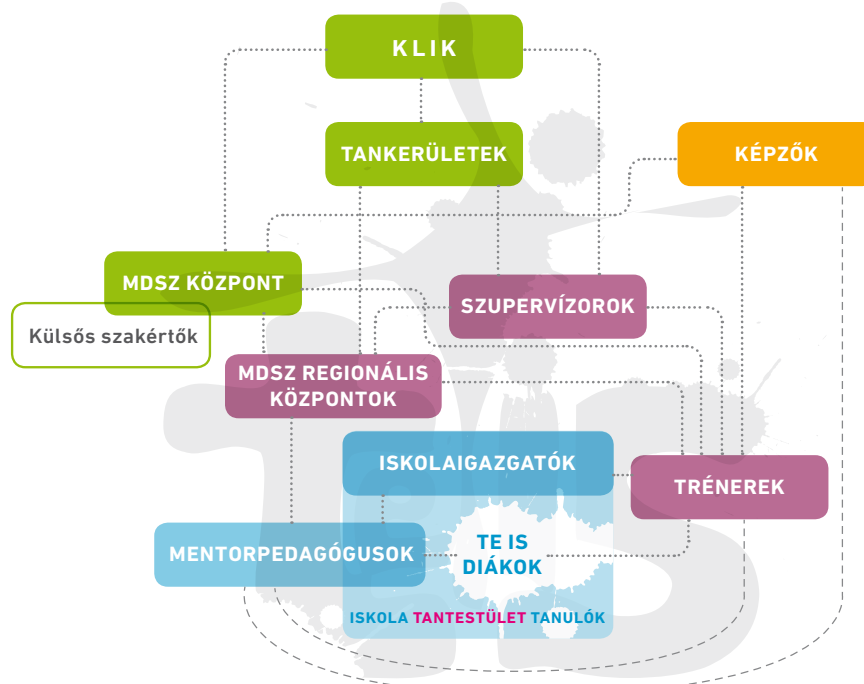 KLIK
TANKERÜLETEK
KÉPZŐK
MDSZ KÖZPONT
Külsős szakértők
SZUPERVÍZOROK
MDSZ REGIONÁLIS
KÖZPONTOK
ISKOLAIGAZGATÓK
TRÉNEREK
MENTORPEDAGÓGUSOK
TE IS
DIÁKOK
ISKOLA TANTESTÜLET TANULÓK